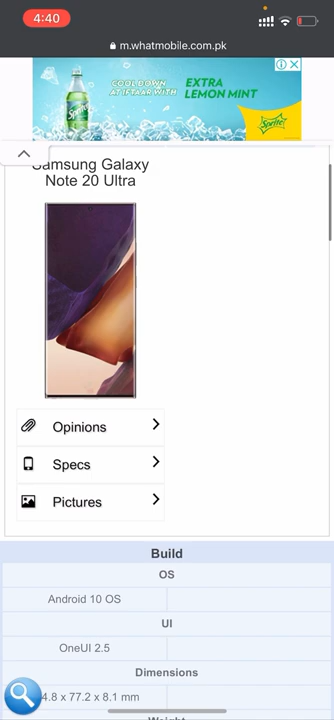 4:40
m.whatmobile.com.pk
COOL DOWN
AT IFTAAR WITH
EXTRA
LEMON MINT
Sprite
Sprite
Samsung Galaxy
Note 20 Ultra
Opinions
Specs
Pictures
Build
OS
Android 10 OS
UI
OneUI 2.5
Dimensions
4.8 x 77.2 x 8.1 mm
Weight